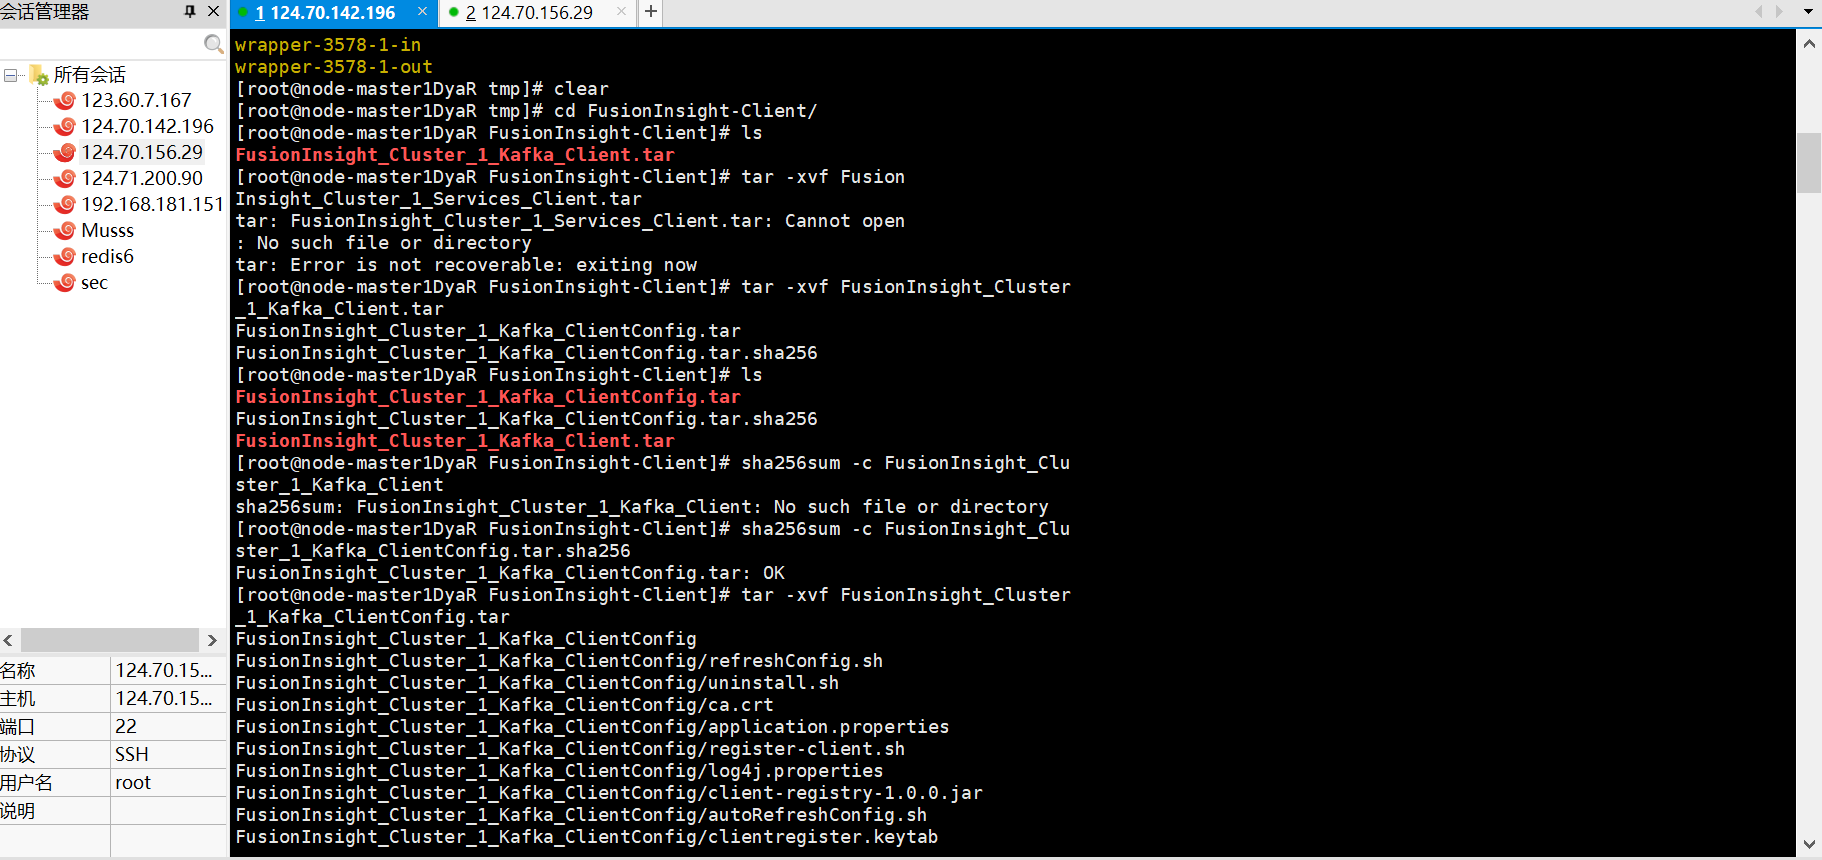 会话管理器
所有会话
123.60.7.167
124.70.142.196
124.70.156.29
124.71.200.90
192.168.181.151
Musss
redis6
sec
名称 124.70.15...
主机 124.70.15...
端口 22
协议 SSH
用户名 root
说明
1 124.70.142.196
2 124.70.156.29
wrapper-3578-1-in
wrapper-3578-1-out
[root@node-master1DyaR tmp]# clear
[root@node-master1DyaR tmp]# cd FusionInsight-Client/
[root@node-master1DyaR FusionInsight-Client]# ls
FusionInsight_Cluster_1_Kafka_Client.tar
[root@node-master1DyaR FusionInsight-Client]# tar -xvf Fusion
Insight_Cluster_1_Services_Client.tar
tar: FusionInsight_Cluster_1_Services_Client.tar: Cannot open
: No such file or directory
tar: Error is not recoverable: exiting now
[root@node-master1DyaR FusionInsight-Client]# tar -xvf FusionInsight_Cluster
_1_Kafka_Client.tar
FusionInsight_Cluster_1_Kafka_ClientConfig.tar
FusionInsight_Cluster_1_Kafka_ClientConfig.tar.sha256
[root@node-master1DyaR FusionInsight-Client]# ls
FusionInsight_Cluster_1_Kafka_ClientConfig.tar
FusionInsight_Cluster_1_Kafka_ClientConfig.tar.sha256
FusionInsight_Cluster_1_Kafka_Client.tar
[root@node-master1DyaR FusionInsight-Client]# sha256sum -c FusionInsight_Clu
ster_1_Kafka_Client
sha256sum: FusionInsight_Cluster_1_Kafka_Client: No such file or directory
[root@node-master1DyaR FusionInsight-Client]# sha256sum -c FusionInsight_Clu
ster_1_Kafka_ClientConfig.tar.sha256
FusionInsight_Cluster_1_Kafka_ClientConfig.tar: OK
[root@node-master1DyaR FusionInsight-Client]# tar -xvf FusionInsight_Cluster
_1_Kafka_ClientConfig.tar
FusionInsight_Cluster_1_Kafka_ClientConfig
FusionInsight_Cluster_1_Kafka_ClientConfig/refreshConfig.sh
FusionInsight_Cluster_1_Kafka_ClientConfig/uninstall.sh
FusionInsight_Cluster_1_Kafka_ClientConfig/ca.crt
FusionInsight_Cluster_1_Kafka_ClientConfig/application.properties
FusionInsight_Cluster_1_Kafka_ClientConfig/register-client.sh
FusionInsight_Cluster_1_Kafka_ClientConfig/log4j.properties
FusionInsight_Cluster_1_Kafka_ClientConfig/client-registry-1.0.0.jar
FusionInsight_Cluster_1_Kafka_ClientConfig/autoRefreshConfig.sh
FusionInsight_Cluster_1_Kafka_ClientConfig/clientregister.keytab